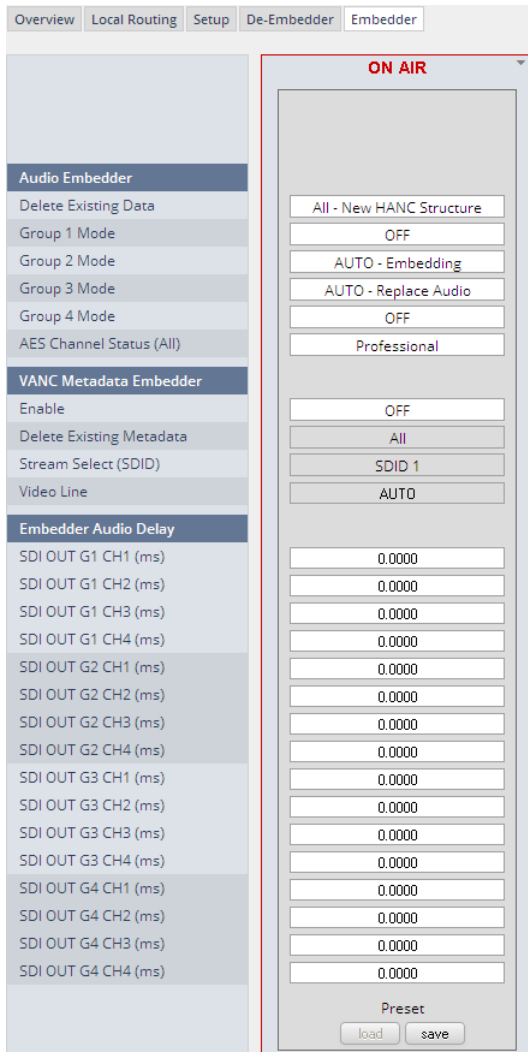 Overview Local Routing Setup De-Embedder Embedder
ON AIR
Audio Embedder
Delete Existing Data All - New HANC Structure
Group 1 Mode OFF
Group 2 Mode AUTO - Embedding
Group 3 Mode AUTO - Replace Audio
Group 4 Mode OFF
AES Channel Status (All) Professional
VANC Metadata Embedder
Enable OFF
Delete Existing Metadata All
Stream Select (SDID) SDID 1
Video Line AUTO
Embedder Audio Delay
SDI OUT G1 CH1 (ms) 0.0000
SDI OUT G1 CH2 (ms) 0.0000
SDI OUT G1 CH3 (ms) 0.0000
SDI OUT G1 CH4 (ms) 0.0000
SDI OUT G2 CH1 (ms) 0.0000
SDI OUT G2 CH2 (ms) 0.0000
SDI OUT G2 CH3 (ms) 0.0000
SDI OUT G2 CH4 (ms) 0.0000
SDI OUT G3 CH1 (ms) 0.0000
SDI OUT G3 CH2 (ms) 0.0000
SDI OUT G3 CH3 (ms) 0.0000
SDI OUT G3 CH4 (ms) 0.0000
SDI OUT G4 CH1 (ms) 0.0000
SDI OUT G4 CH2 (ms) 0.0000
SDI OUT G4 CH3 (ms) 0.0000
SDI OUT G4 CH4 (ms) 0.0000
Preset
load save